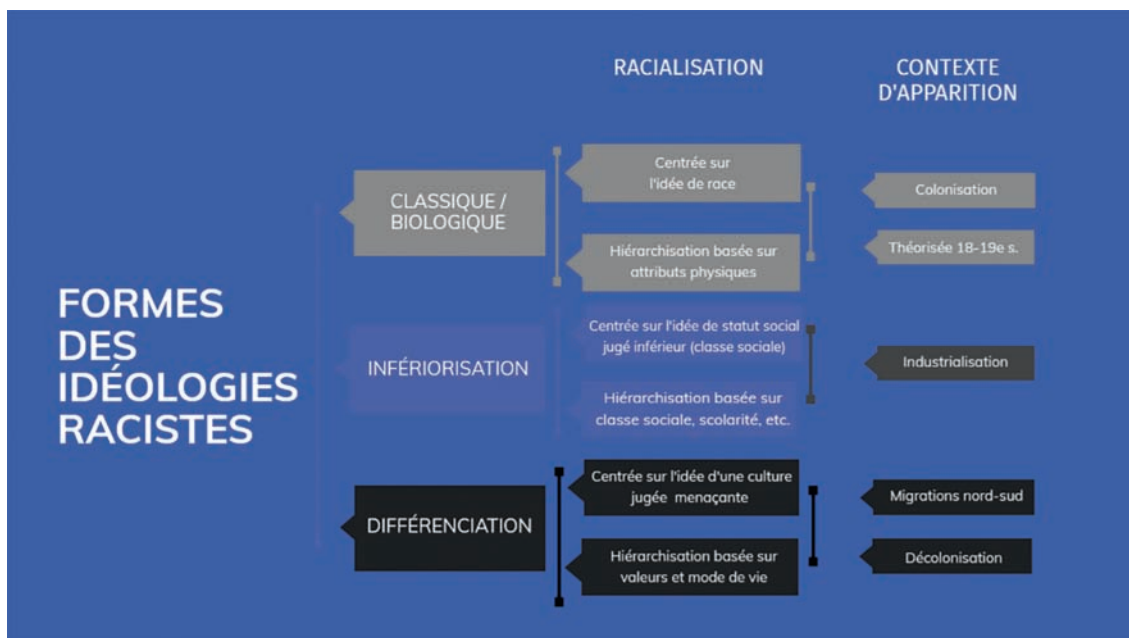 RACIALISATION
CONTEXTE
D'APPARITION
FORMES
DES
IDÉOLOGIES
RACISTES
CLASSIQUE /
BIOLOGIQUE
Centrée sur
l'idée de race
Hiérarchisation basée sur
attributs physiques
Colonisation
Théorisée 18-19e s.
INFÉRIORISATION
Centrée sur l'idée de statut social
jugé inférieur (classe sociale)
Hiérarchisation basée sur
classe sociale, scolarité, etc.
Industrialisation
DIFFÉRENCIATION
Centrée sur l'idée d'une culture
jugée menaçante
Hiérarchisation basée sur
valeurs et mode de vie
Migrations nord-sud
Décolonisation